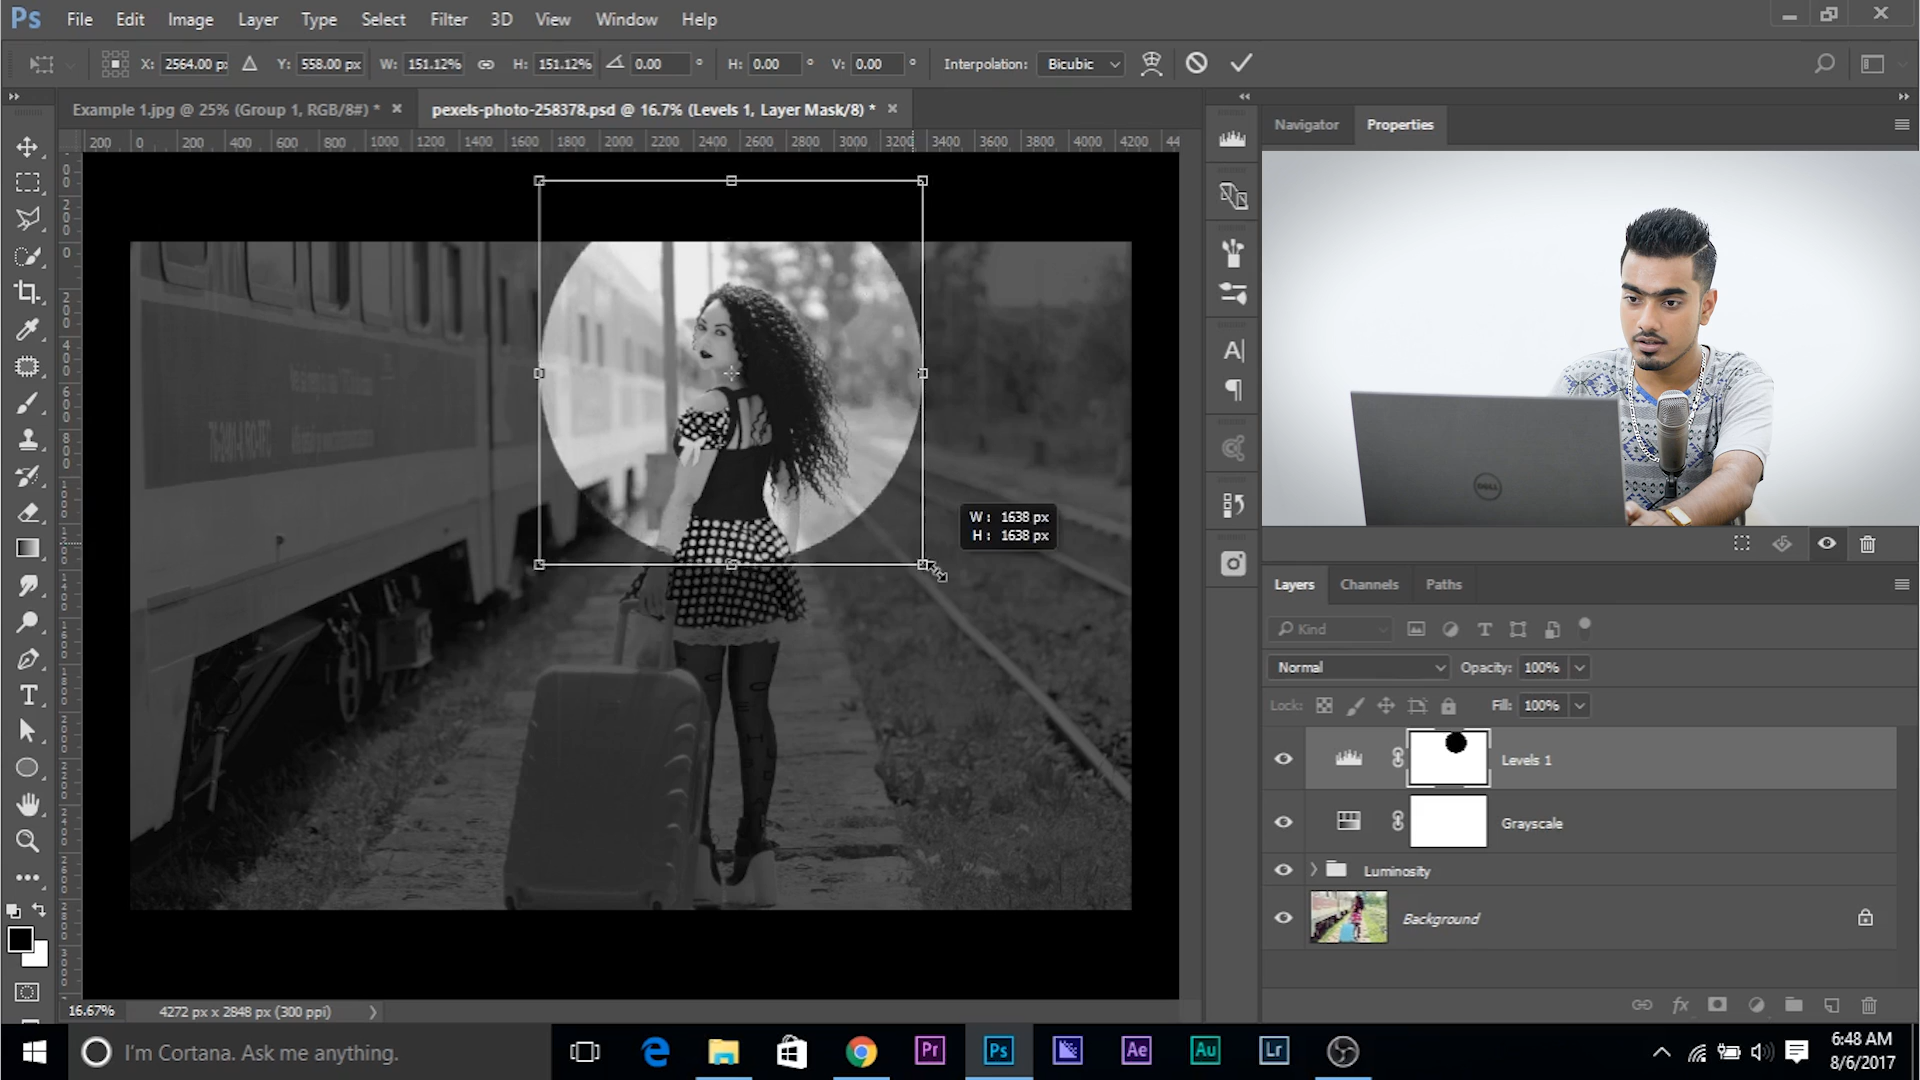 Ps File Edit Image Layer Type Select Filter 3D View Window Help
X: 2564.00 px Y: 558.00 px W: 151.12% H: 151.12% 0.00 ° H: 0.00 ° V: 0.00 ° Interpolation: Bicubic
Example 1.jpg @ 25% (Group 1, RGB/8#) *
pexels-photo-258378.psd @ 16.7% (Levels 1, Layer Mask/8) *
Navigator Properties
200 0 200 400 600 800 1000 1200 1400 1600 1800 2000 2200 2400 2600 2800 3000 3200 3400 3600 3800 4000 4200 44
DELL
W : 1638 px
H : 1638 px
Layers Channels Paths
Kind
Normal Opacity: 100%
Lock: Fill: 100%
Levels 1
Grayscale
Luminosity
Background
16.67% 4272 px x 2848 px (300 ppi)
I'm Cortana. Ask me anything.
Pr Ps Ae Au Lr
6:48 AM
8/6/2017